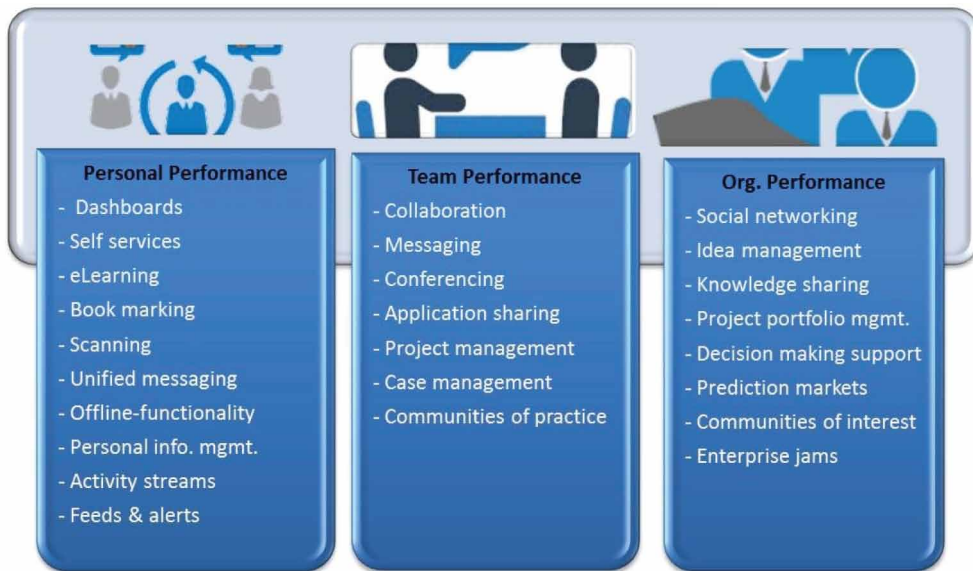 Personal Performance
- Dashboards
- Self services
- eLearning
- Book marking
- Scanning
- Unified messaging
- Offline-functionality
- Personal info. mgmt.
- Activity streams
- Feeds & alerts
Team Performance
- Collaboration
- Messaging
- Conferencing
- Application sharing
- Project management
- Case management
- Communities of practice
Org. Performance
- Social networking
- Idea management
- Knowledge sharing
- Project portfolio mgmt.
- Decision making support
- Prediction markets
- Communities of interest
- Enterprise jams